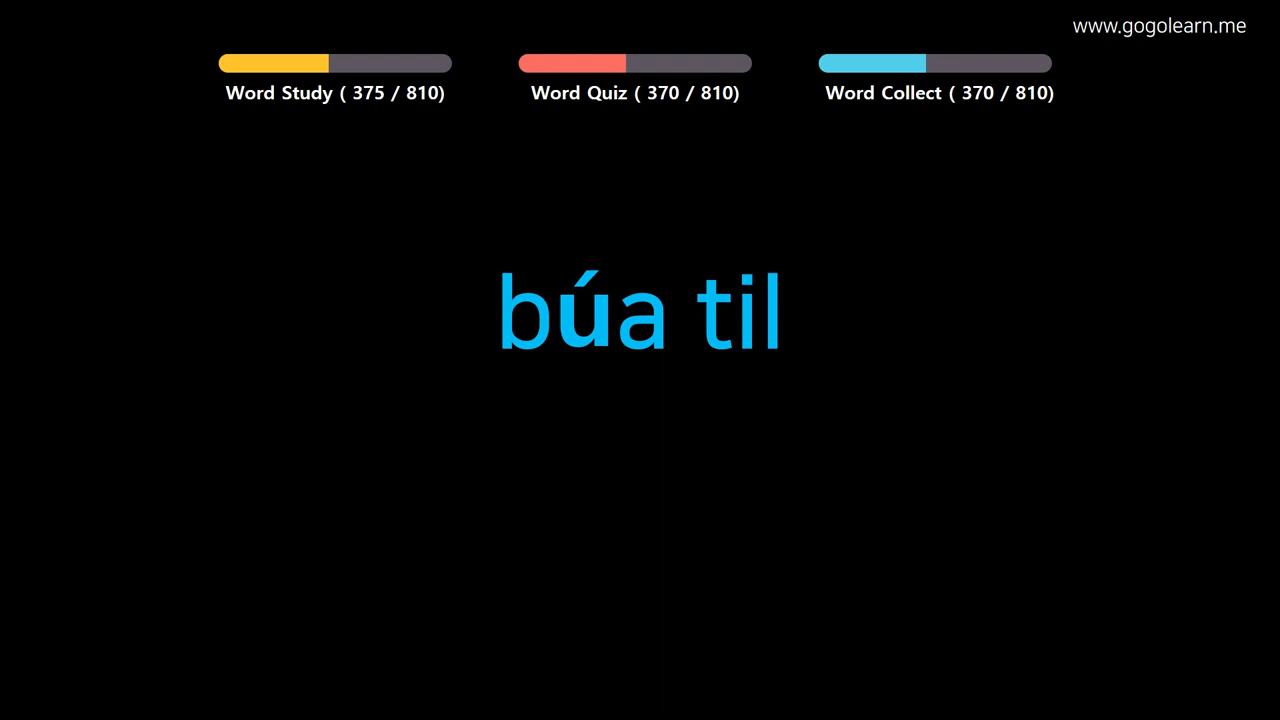 www.gogolearn.me
Word Study ( 375 / 810)
Word Quiz ( 370 / 810)
Word Collect ( 370 / 810)
búa til